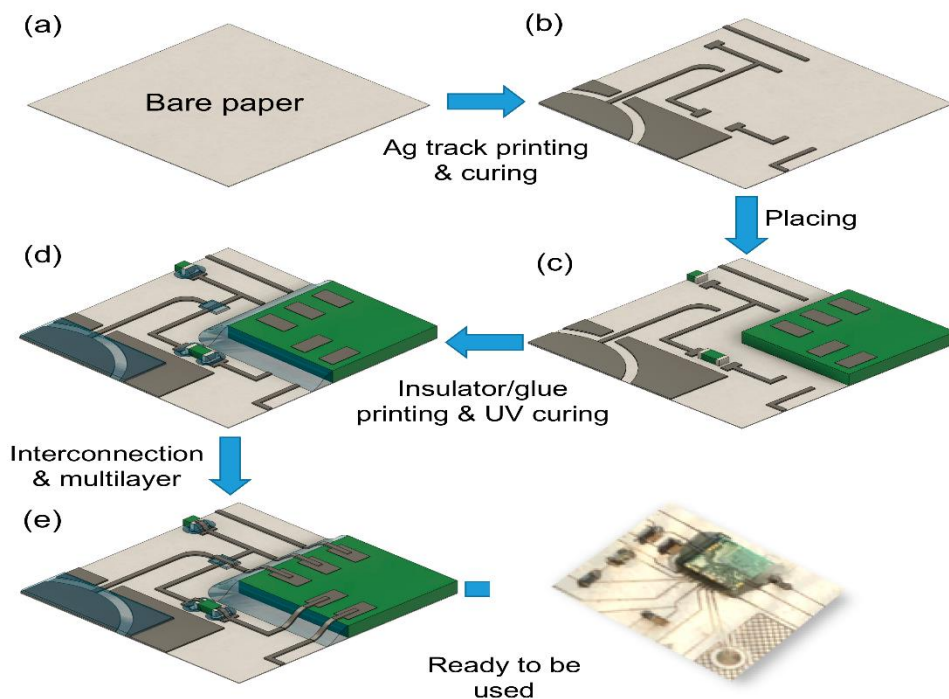 (a)
Bare paper
Ag track printing
& curing
(b)
Placing
(c)
Insulator/glue
printing & UV curing
(d)
Interconnection
& multilayer
(e)
Ready to be
used